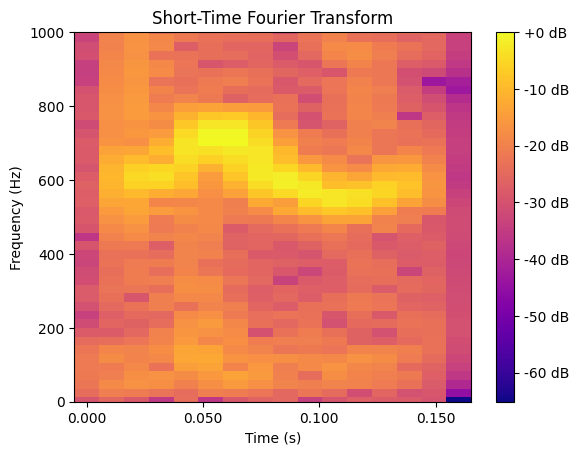 Short-Time Fourier Transform
1000
800
600
400
200
0
Frequency (Hz)
0.000
0.050
0.100
0.150
Time (s)
+0 dB
-10 dB
-20 dB
-30 dB
-40 dB
-50 dB
-60 dB